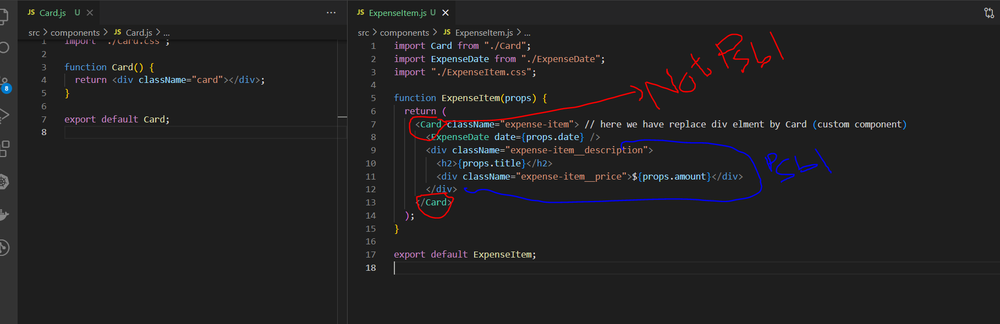 JS Card.js U
src > components > JS Card.js > ...
1 import "./Card.css";
2
3 function Card() {
4 return <div className="card"></div>;
5 }
6
7 export default Card;
8
8
JS ExpenseItem.js U
src > components > JS ExpenseItem.js > ...
1 import Card from "./Card";
2 import ExpenseDate from "./ExpenseDate";
3 import "./ExpenseItem.css";
4
5 function ExpenseItem(props) {
6 return (
7 <Card className="expense-item"> // here we have replace div elment by Card (custom component)
8 <ExpenseDate date={props.date} />
9 <div className="expense-item__description">
10 <h2>{props.title}</h2>
11 <div className="expense-item__price">${props.amount}</div>
12 </div>
13 </Card>
14 );
15 }
16
17 export default ExpenseItem;
18
Not